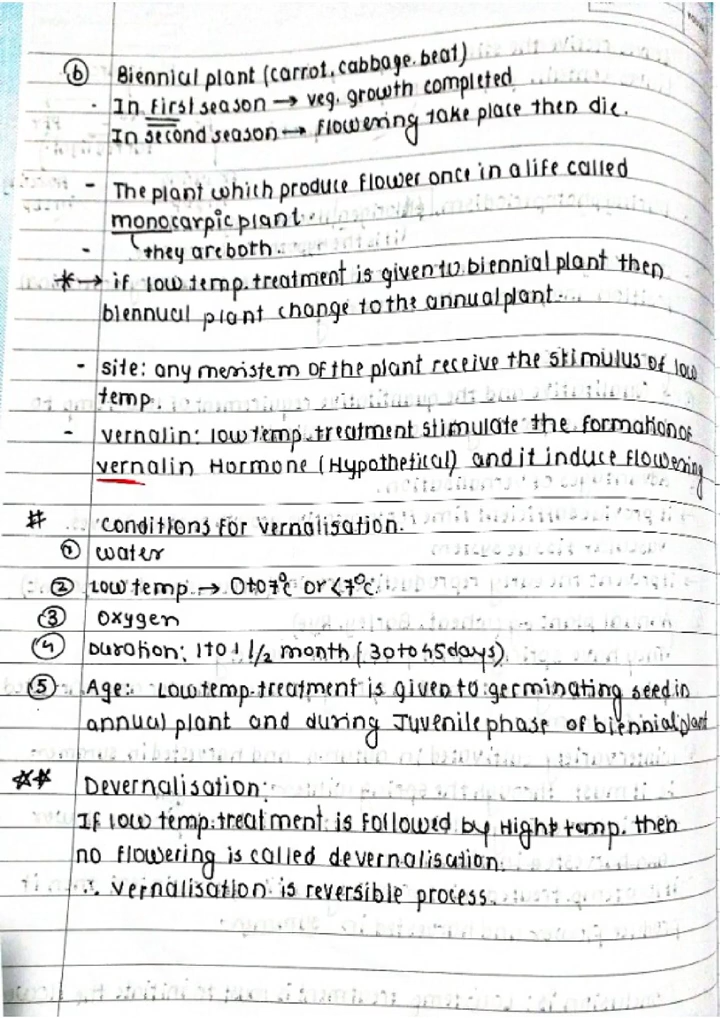 ⓑ Biennial plant (carrot, cabbage. beat)
· In First season → veg. growth completed
In second season → flowering take place then die.
- The plant which produce flower once in a life called
monocarpic plant.
- they are both.
* → if low temp. treatment is given to biennial plant then
biennual plant change to the annual plant...
- site: any meristem of the plant receive the stimulus of low
temp.
- vernalin: low temp. treatment stimulate the formation of
vernalin Hormone (Hypothetical) and it induce flowering
# Conditions for vernalisation.
① water
② low temp. → 0 to 7°c or <7°c.
③ oxygen
④ Duration: 1 to 1 1/2 month (30 to 45 days).
⑤ Age: Low temp. treatment is given to germinating seed in
annual plant and during Juvenile phase of biennial plant
** Devernalisation:
If low temp. treatment is followed by Hight temp. then
no flowering is called devernalisation.
∴ vernalisation is reversible process.